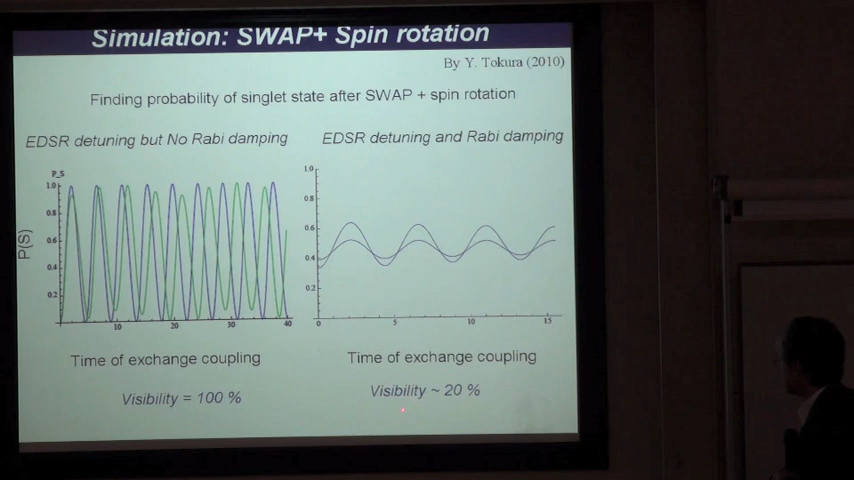 Simulation: SWAP+ Spin rotation
By Y. Tokura (2010)
Finding probability of singlet state after SWAP + spin rotation
EDSR detuning but No Rabi damping
EDSR detuning and Rabi damping
P_S
1.0
0.8
0.6
0.4
0.2
P(S)
10
20
30
40
1.0
0.8
0.6
0.4
0.2
0
5
10
15
Time of exchange coupling
Time of exchange coupling
Visibility = 100 %
Visibility ~ 20 %